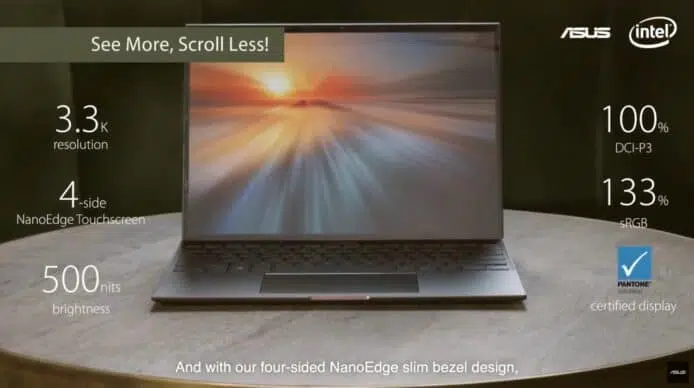 See More, Scroll Less!
ASUS
intel
3.3K
resolution
4-side
NanoEdge Touchscreen
500nits
brightness
100%
DCI-P3
133%
sRGB
PANTONE
certified display
And with our four-sided NanoEdge slim bezel design,
ASUS